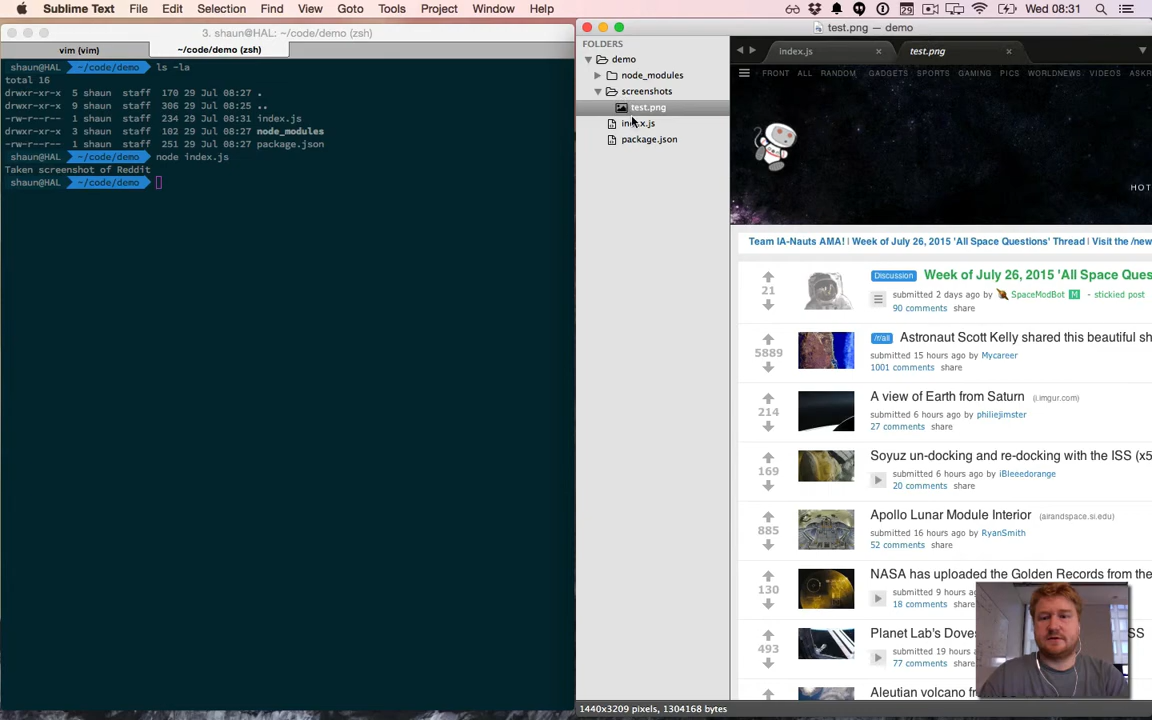 Sublime Text File Edit Selection Find View Goto Tools Project Window Help
29
Wed 08:31
3. shaun@HAL: ~/code/demo (zsh)
vim (vim)
~/code/demo (zsh)
shaun@HAL ~/code/demo ls -la
total 16
drwxr-xr-x 5 shaun staff 170 29 Jul 08:27 .
drwxr-xr-x 9 shaun staff 306 29 Jul 08:25 ..
-rw-r--r-- 1 shaun staff 234 29 Jul 08:31 index.js
drwxr-xr-x 3 shaun staff 102 29 Jul 08:27 node_modules
-rw-r--r-- 1 shaun staff 251 29 Jul 08:27 package.json
shaun@HAL ~/code/demo node index.js
Taken screenshot of Reddit
shaun@HAL ~/code/demo
test.png — demo
FOLDERS
demo
node_modules
screenshots
test.png
index.js
package.json
index.js
test.png
FRONT ALL RANDOM GADGETS SPORTS GAMING PICS WORLDNEWS VIDEOS ASKR
HOT
Team IA-Nauts AMA! | Week of July 26, 2015 'All Space Questions' Thread | Visit the /new
21
Discussion Week of July 26, 2015 'All Space Ques
submitted 2 days ago by SpaceModBot M - stickied post
90 comments share
5889
/r/all Astronaut Scott Kelly shared this beautiful sh
submitted 15 hours ago by Mycareer
1001 comments share
214
A view of Earth from Saturn (i.imgur.com)
submitted 6 hours ago by philiejimster
27 comments share
169
Soyuz un-docking and re-docking with the ISS (x5
submitted 6 hours ago by iBleeedorange
20 comments share
885
Apollo Lunar Module Interior (airandspace.si.edu)
submitted 16 hours ago by RyanSmith
52 comments share
130
NASA has uploaded the Golden Records from the
submitted 9 hours ag
18 comments share
493
Planet Lab's Doves SS
submitted 19 hours a
77 comments share
Aleutian volcano fr
1440x3209 pixels, 1304168 bytes